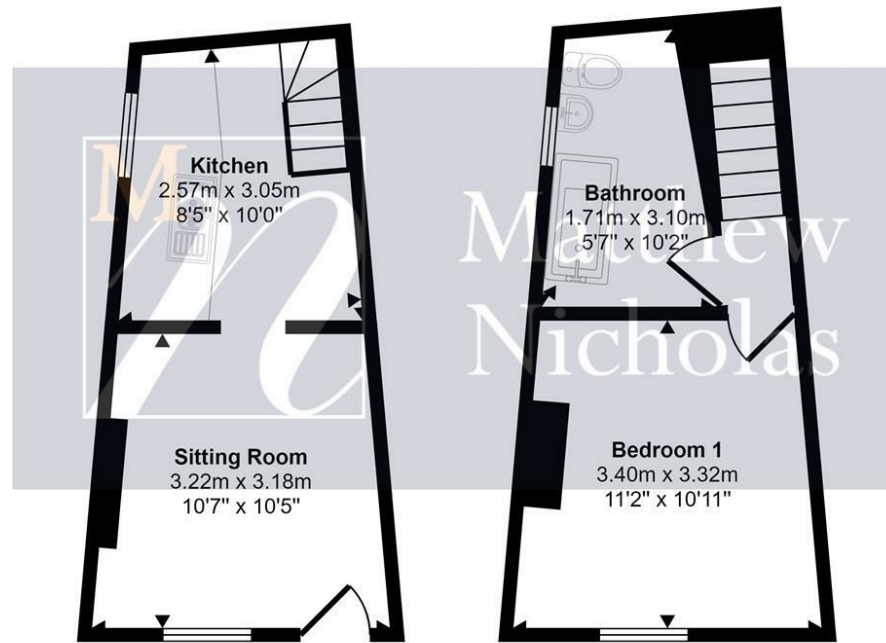 Kitchen
2.57m x 3.05m
8'5" x 10'0"
Bathroom
1.71m x 3.10m
5'7" x 10'2"
M
n
Matthew
Nicholas
Sitting Room
3.22m x 3.18m
10'7" x 10'5"
Bedroom 1
3.40m x 3.32m
11'2" x 10'11"